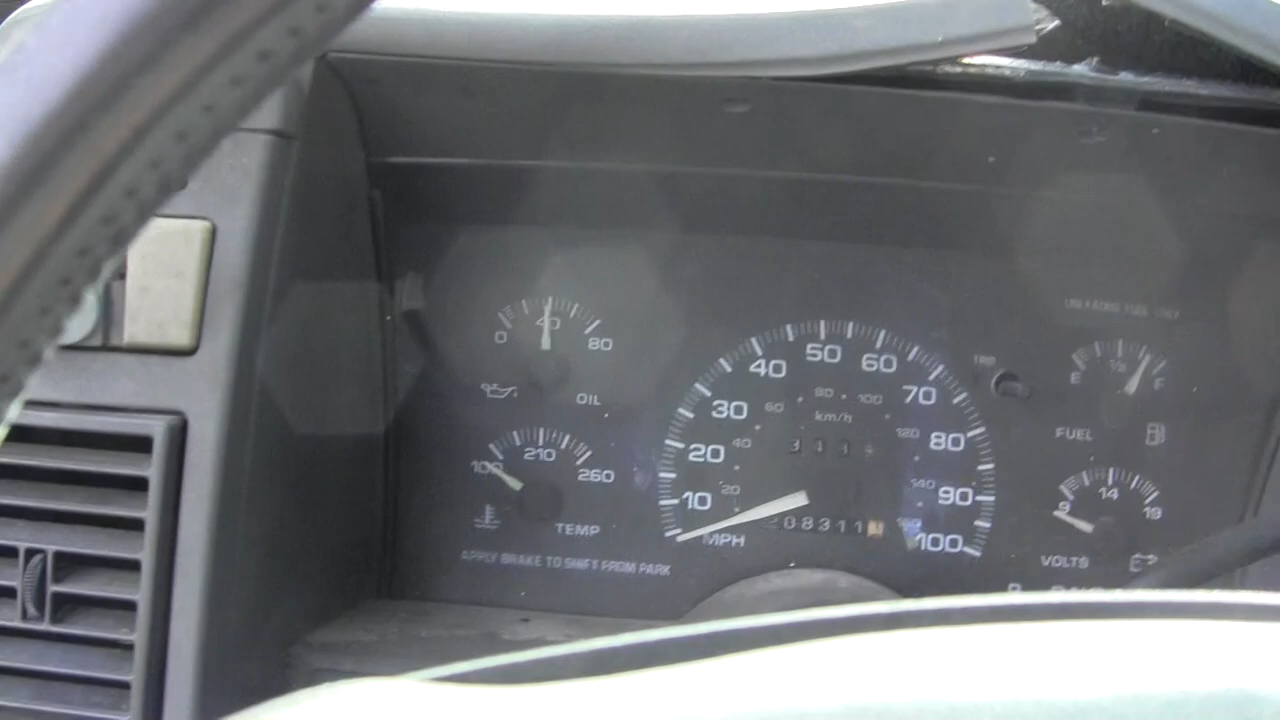 UNLEADED FUEL ONLY
0 40 80
OIL
100 210 260
TEMP
APPLY BRAKE TO SHIFT FROM PARK
10 20 30 40 50 60 70 80 90 100
MPH
20 40 60 80 100 120 140
km/h
08311
TRIP
E ½ F
FUEL
9 14 19
VOLTS